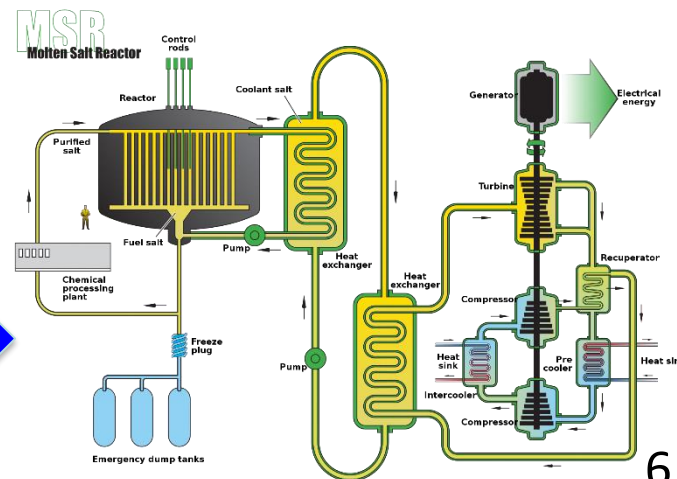 MSR
Molten Salt Reactor
Control
rods
Reactor
Coolant salt
Purified
salt
Fuel salt
Pump
Heat
exchanger
Chemical
processing
plant
Freeze
plug
Emergency dump tanks
Pump
Heat
exchanger
Generator
Electrical
energy
Turbine
Recuperator
Compressor
Heat
sink
Pre
cooler
Heat sin
Intercooler
Compressor
6